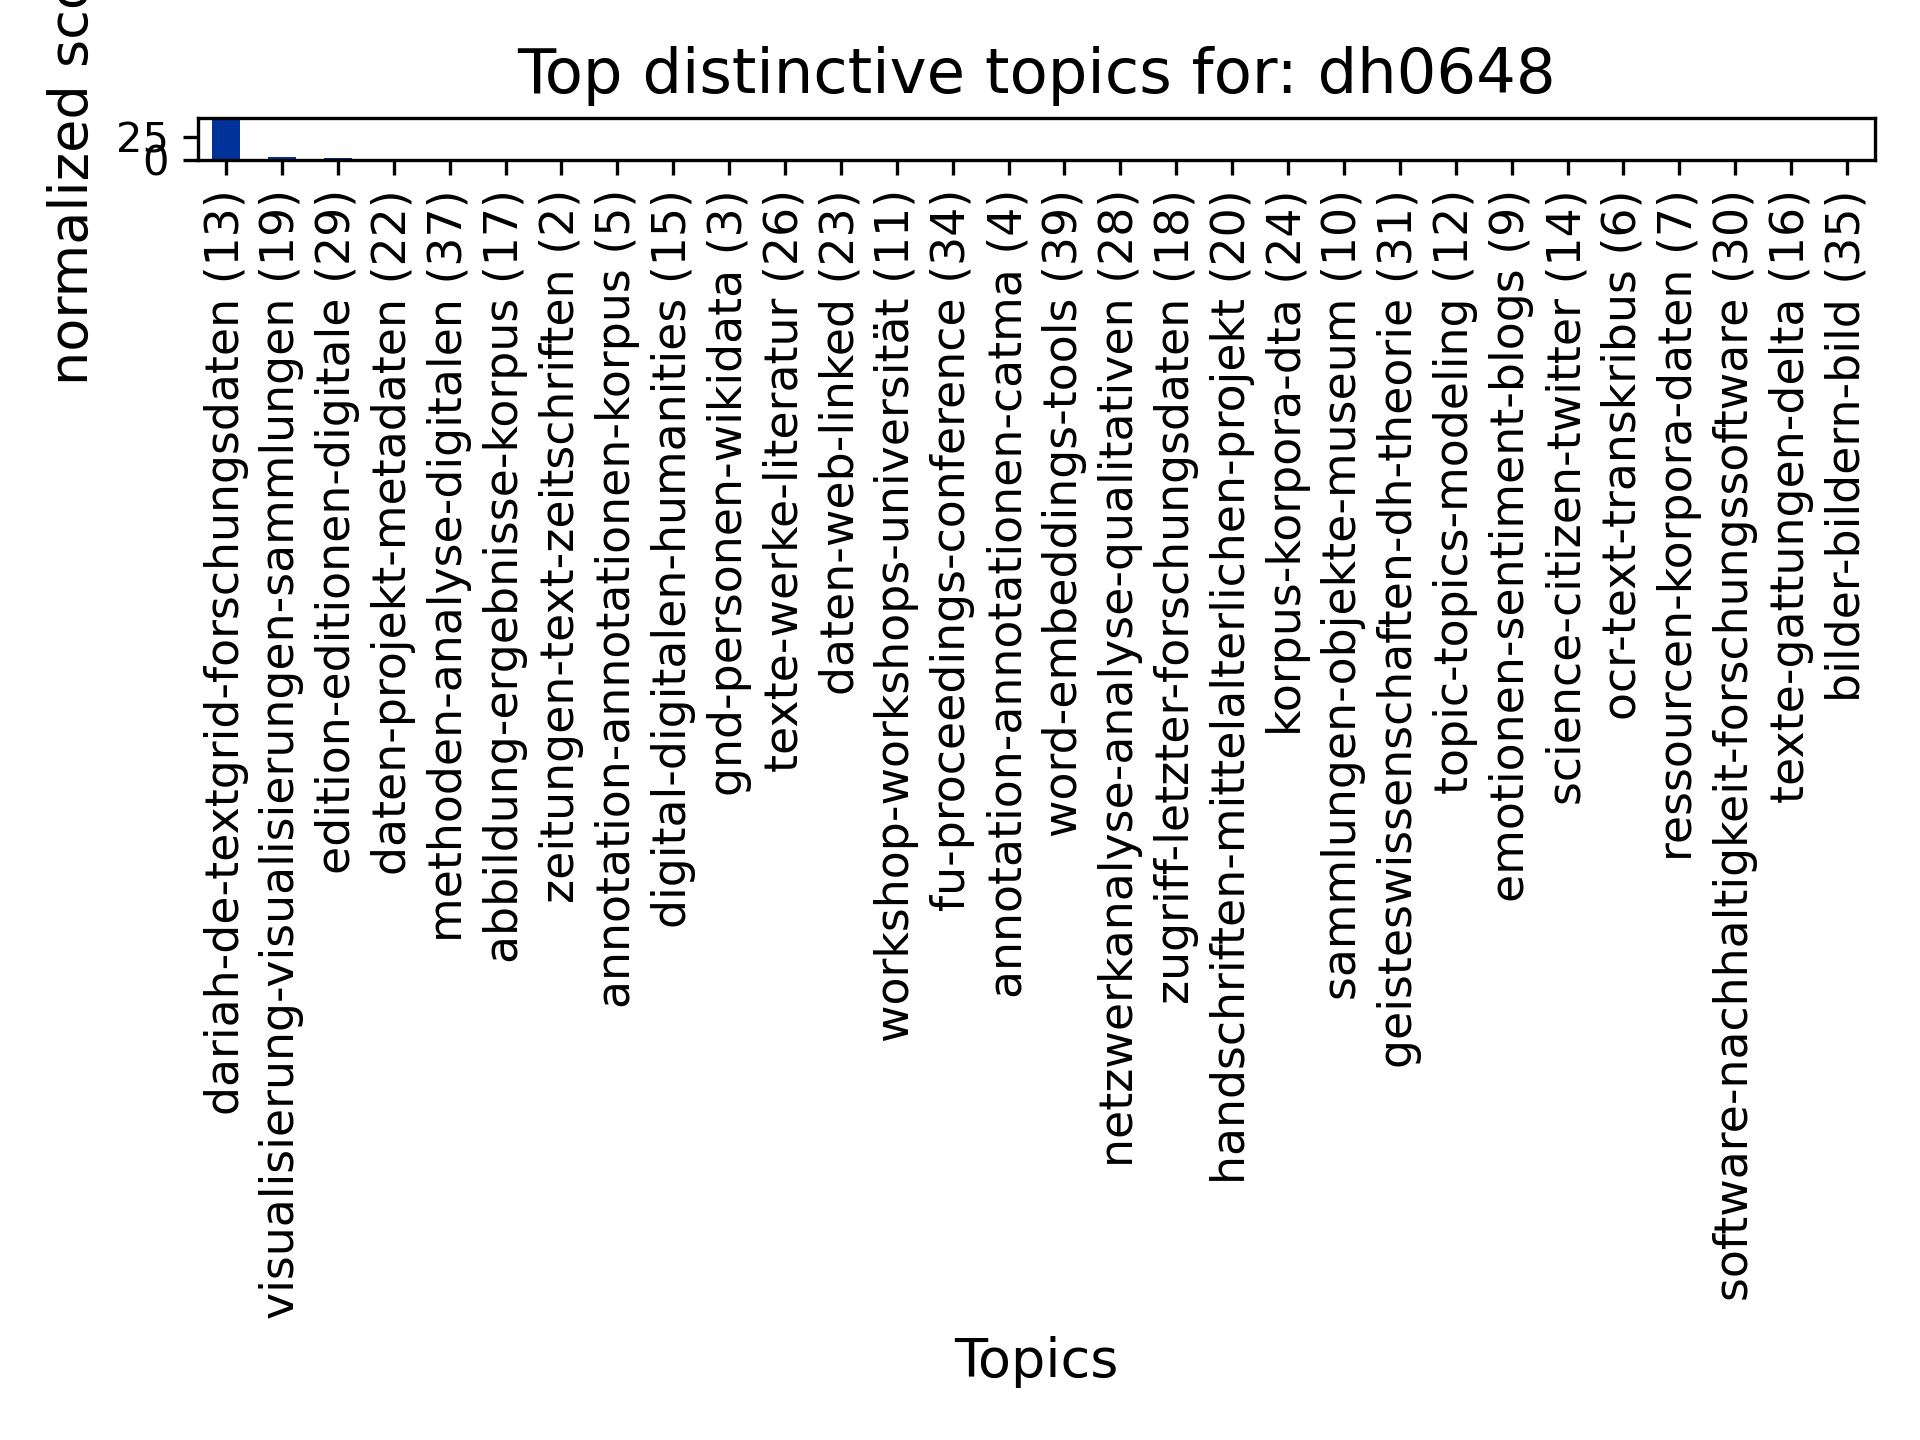 Top distinctive topics for: dh0648
normalized
25
0
dariah-de-textgrid-forschungsdaten (13)
visualisierung-visualisierungen-sammlungen (19)
edition-editionen-digitale (29)
daten-projekt-metadaten (22)
methoden-analyse-digitalen (37)
abbildung-ergebnisse-korpus (17)
zeitungen-text-zeitschriften (2)
annotation-annotationen-korpus (5)
digital-digitalen-humanities (15)
gnd-personen-wikidata (3)
texte-werke-literatur (26)
daten-web-linked (23)
workshop-workshops-universität (11)
fu-proceedings-conference (34)
annotation-annotationen-catma (4)
word-embeddings-tools (39)
netzwerkanalyse-analyse-qualitativen (28)
zugriff-letzter-forschungsdaten (18)
handschriften-mittelalterlichen-projekt (20)
korpus-korpora-dta (24)
sammlungen-objekte-museum (10)
geisteswissenschaften-dh-theorie (31)
topic-topics-modeling (12)
emotionen-sentiment-blogs (9)
science-citizen-twitter (14)
ocr-text-transkribus (6)
ressourcen-korpora-daten (7)
software-nachhaltigkeit-forschungssoftware (30)
texte-gattungen-delta (16)
bilder-bildern-bild (35)
Topics